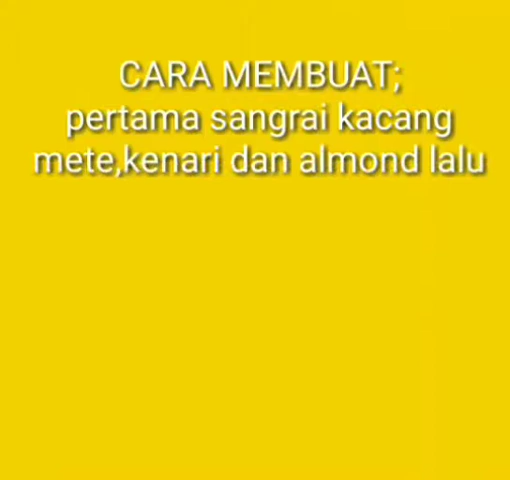 CARA MEMBUAT;
pertama sangrai kacang
mete,kenari dan almond lalu